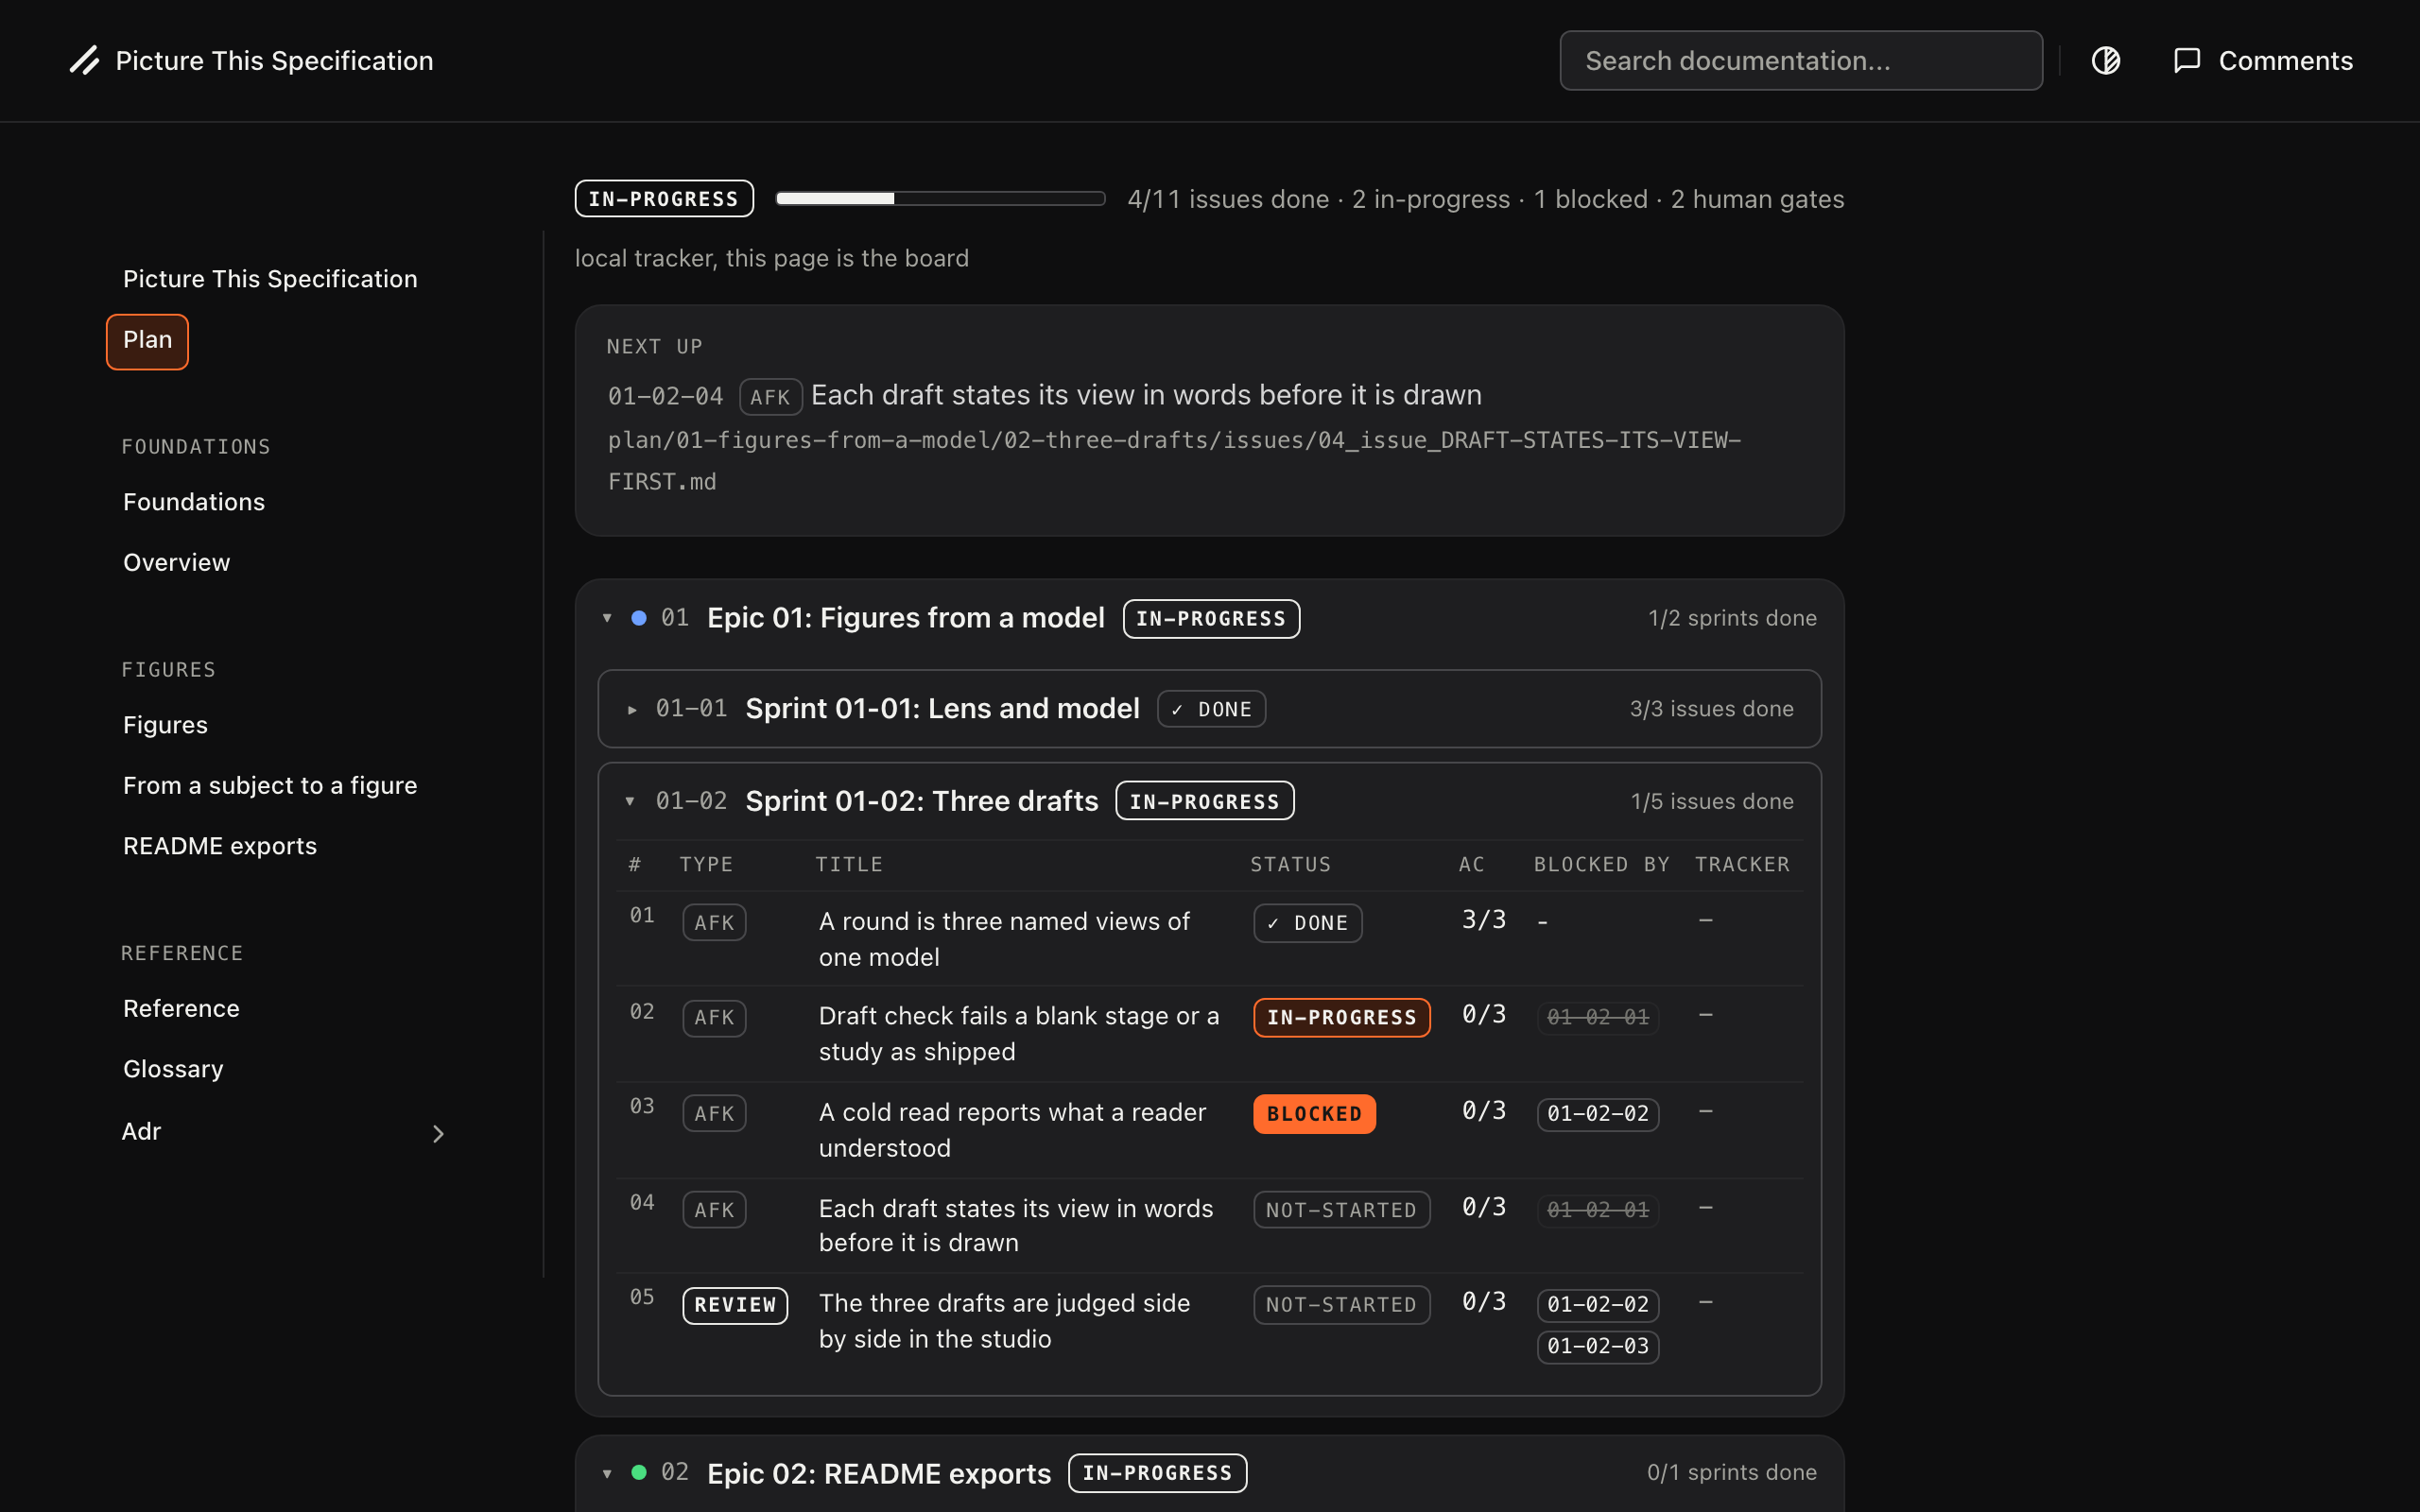 Picture This Specification
Search documentation...
Comments
Picture This Specification
Plan
FOUNDATIONS
Foundations
Overview
FIGURES
Figures
From a subject to a figure
README exports
REFERENCE
Reference
Glossary
Adr
IN-PROGRESS 4/11 issues done · 2 in-progress · 1 blocked · 2 human gates
local tracker, this page is the board
NEXT UP
01-02-04 AFK Each draft states its view in words before it is drawn
plan/01-figures-from-a-model/02-three-drafts/issues/04_issue_DRAFT-STATES-ITS-VIEW-
FIRST.md
01 Epic 01: Figures from a model IN-PROGRESS 1/2 sprints done
01-01 Sprint 01-01: Lens and model ✓ DONE 3/3 issues done
01-02 Sprint 01-02: Three drafts IN-PROGRESS 1/5 issues done
# TYPE TITLE STATUS AC BLOCKED BY TRACKER
01 AFK A round is three named views of ✓ DONE 3/3 - —
one model
02 AFK Draft check fails a blank stage or a IN-PROGRESS 0/3 01-02-01 —
study as shipped
03 AFK A cold read reports what a reader BLOCKED 0/3 01-02-02 —
understood
04 AFK Each draft states its view in words NOT-STARTED 0/3 01-02-01 —
before it is drawn
05 REVIEW The three drafts are judged side NOT-STARTED 0/3 01-02-02 —
by side in the studio 01-02-03
02 Epic 02: README exports IN-PROGRESS 0/1 sprints done